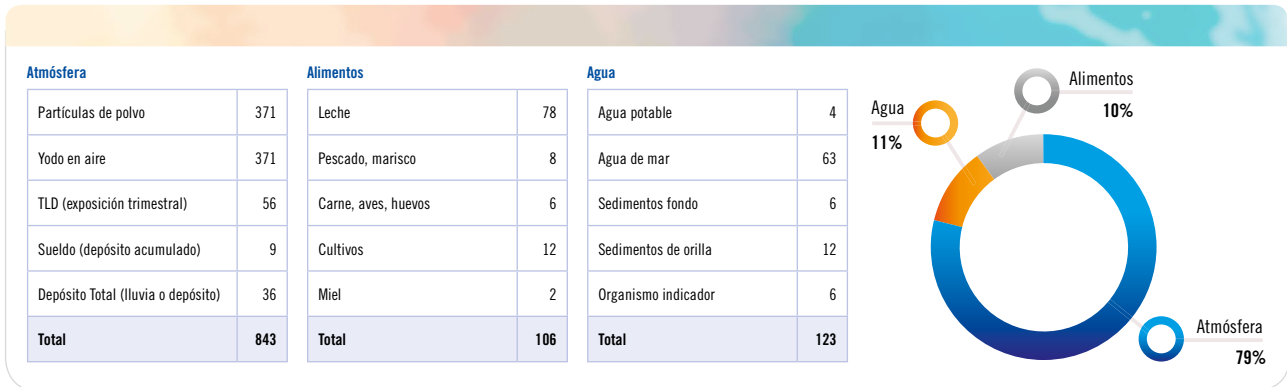 Atmósfera
Partículas de polvo 371
Yodo en aire 371
TLD (exposición trimestral) 56
Sueldo (depósito acumulado) 9
Depósito Total (lluvia o depósito) 36
Total 843
Alimentos
Leche 78
Pescado, marisco 8
Carne, aves, huevos 6
Cultivos 12
Miel 2
Total 106
Agua
Agua potable 4
Agua de mar 63
Sedimentos fondo 6
Sedimentos de orilla 12
Organismo indicador 6
Total 123
Alimentos
10%
Agua
11%
Atmósfera
79%